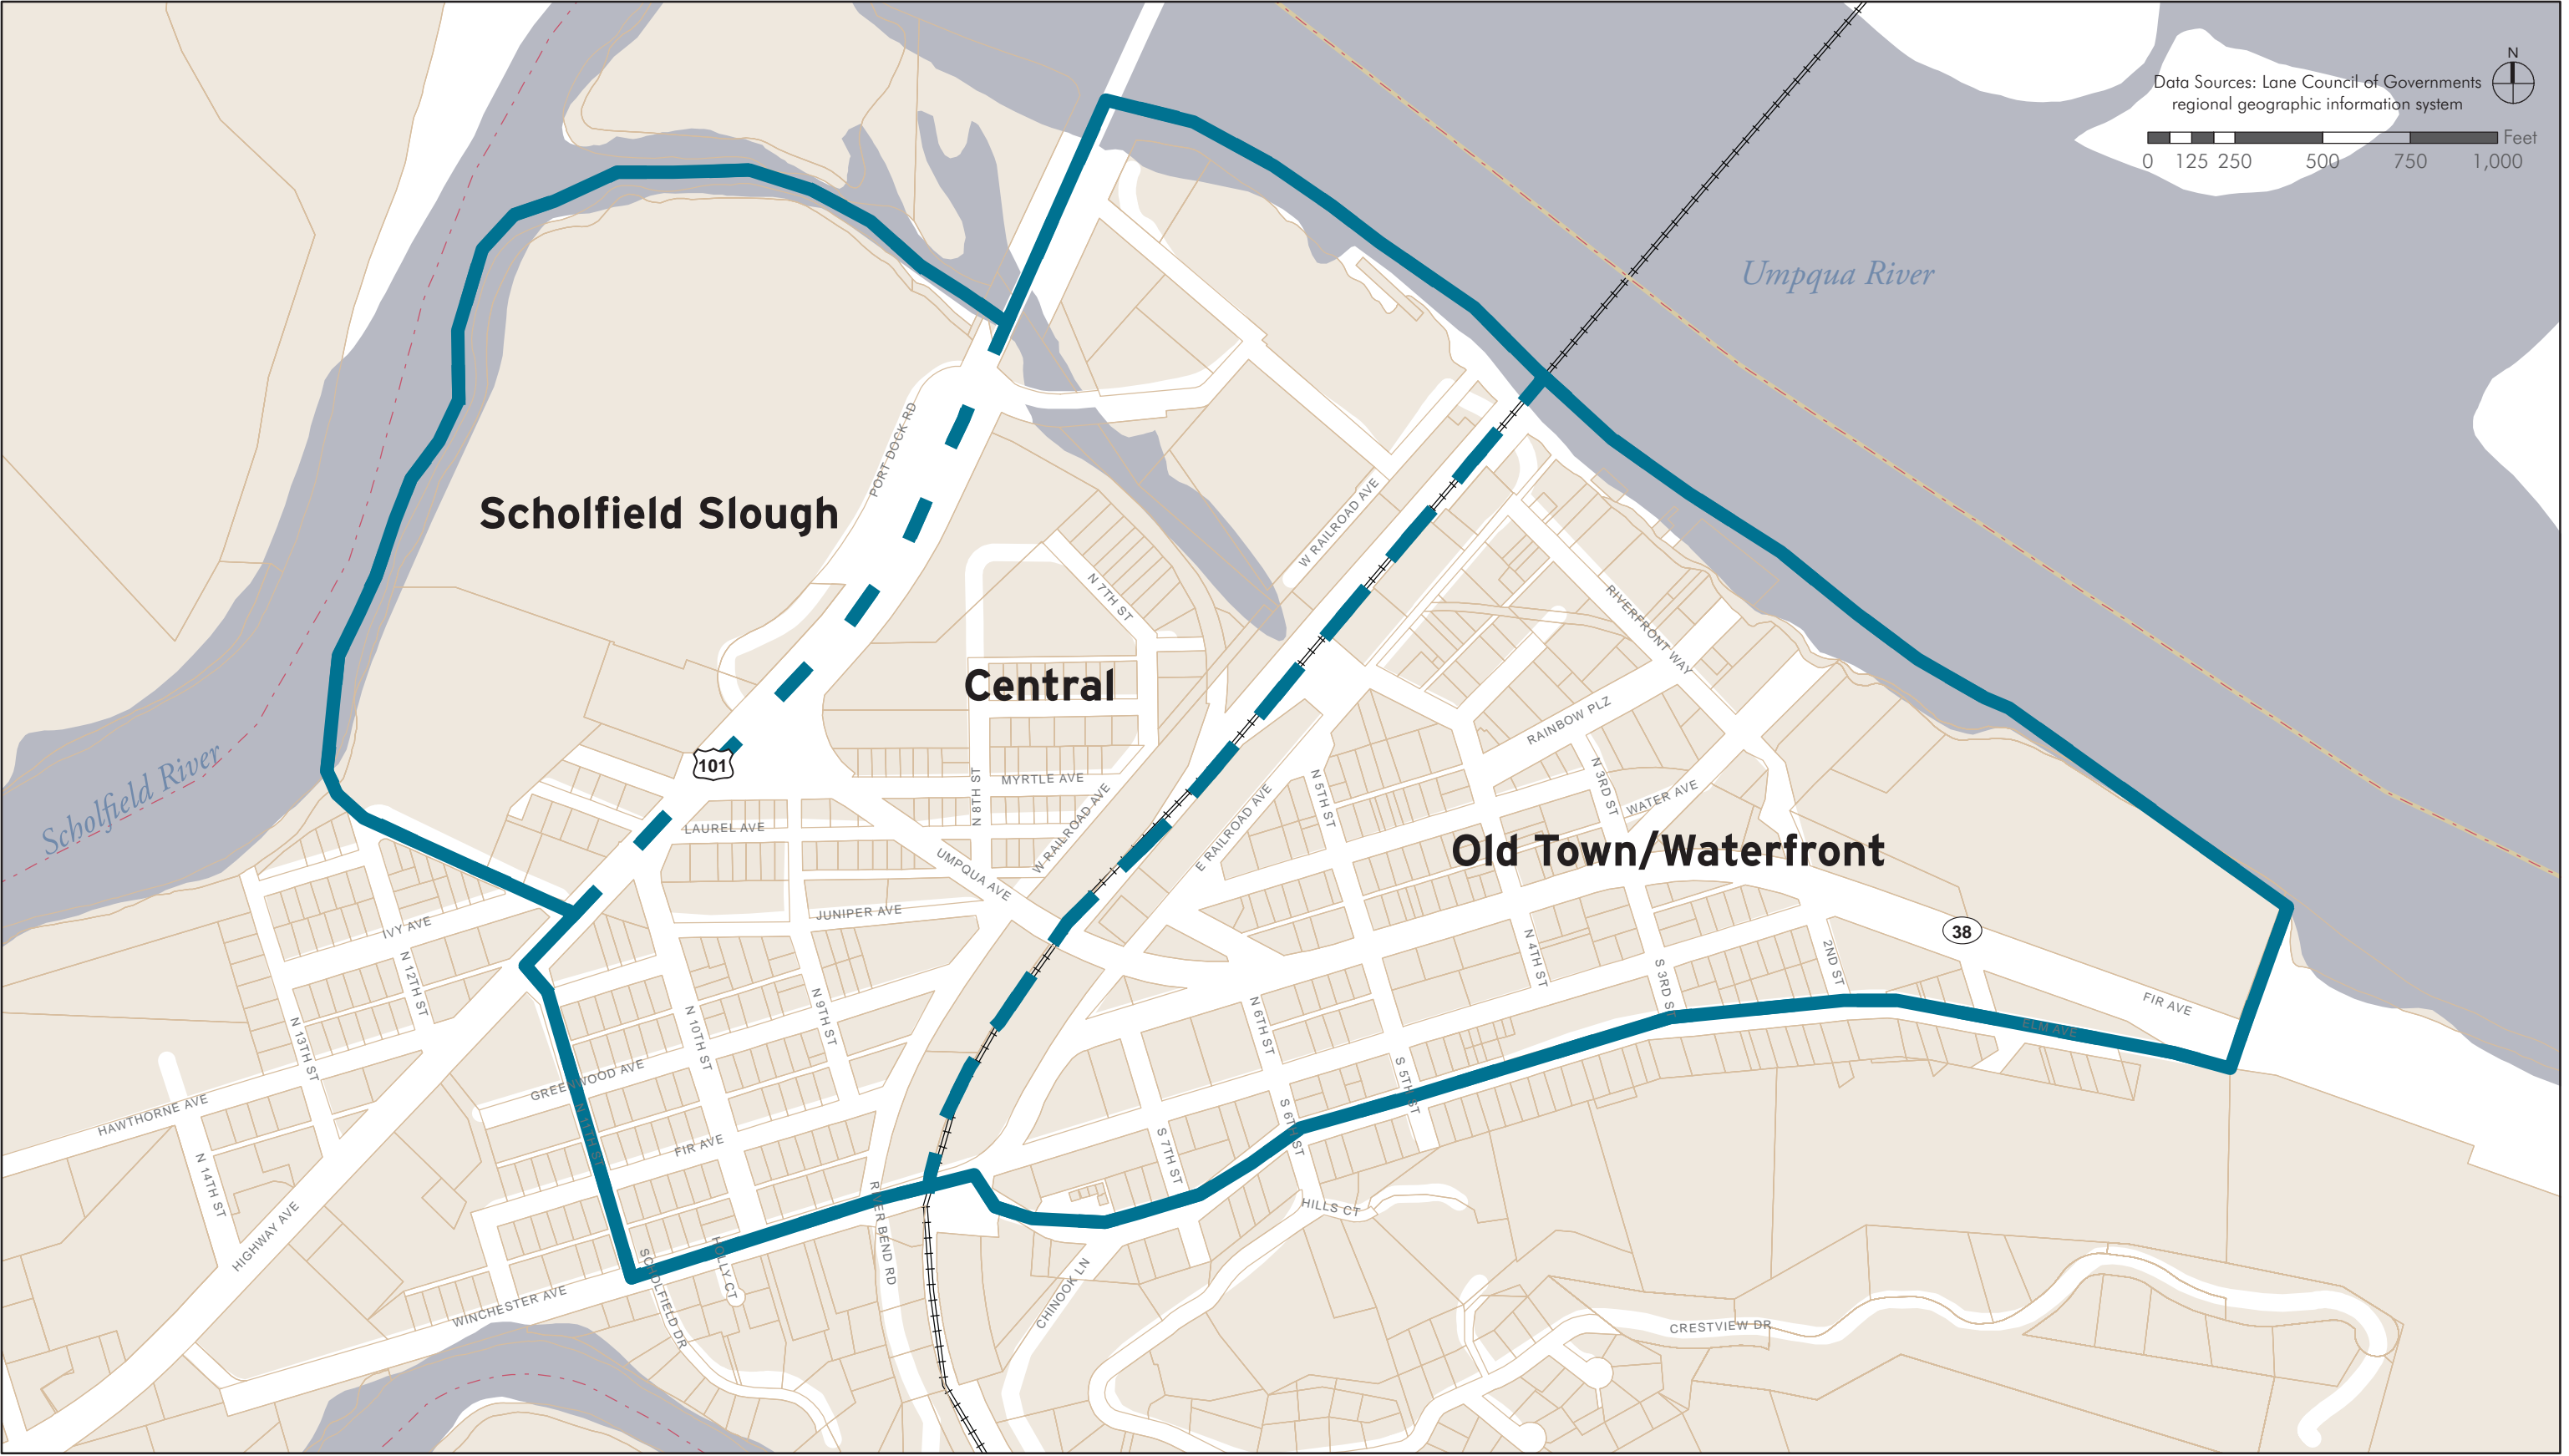 N
Data Sources: Lane Council of Governments
regional geographic information system
Feet
0 125 250 500 750 1,000
Umpqua River
PORT DOCK RD
Scholfield Slough
W RAILROAD AVE
N 7TH ST
RIVERFRONT WAY
Central
RAINBOW PLZ
101
MYRTLE AVE
N 8TH ST
N 5TH ST
N 3RD ST
WATER AVE
Scholfield River
LAUREL AVE
W RAILROAD AVE
E RAILROAD AVE
Old Town/Waterfront
UMPQUA AVE
JUNIPER AVE
IVY AVE
38
N 12TH ST
N 4TH ST
S 3RD ST
2ND ST
FIR AVE
ELM AVE
N 13TH ST
N 10TH ST
N 9TH ST
N 6TH ST
GREENWOOD AVE
S 5TH ST
HAWTHORNE AVE
N 11TH ST
FIR AVE
S 6TH ST
S 7TH ST
N 14TH ST
HIGHWAY AVE
RIVER BEND RD
HILLS CT
HOLLY CT
SCHOLFIELD DR
WINCHESTER AVE
CHINOOK LN
CRESTVIEW DR